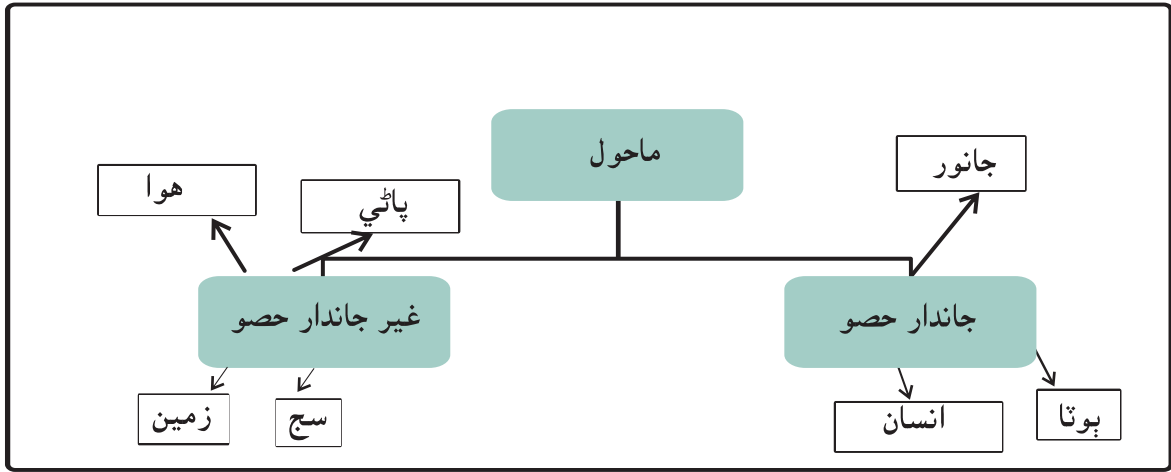 ماحول
جانور
هوا
پاڻي
جاندار حصو
غير جاندار حصو
ٻوٽا
انسان
سج
زمين